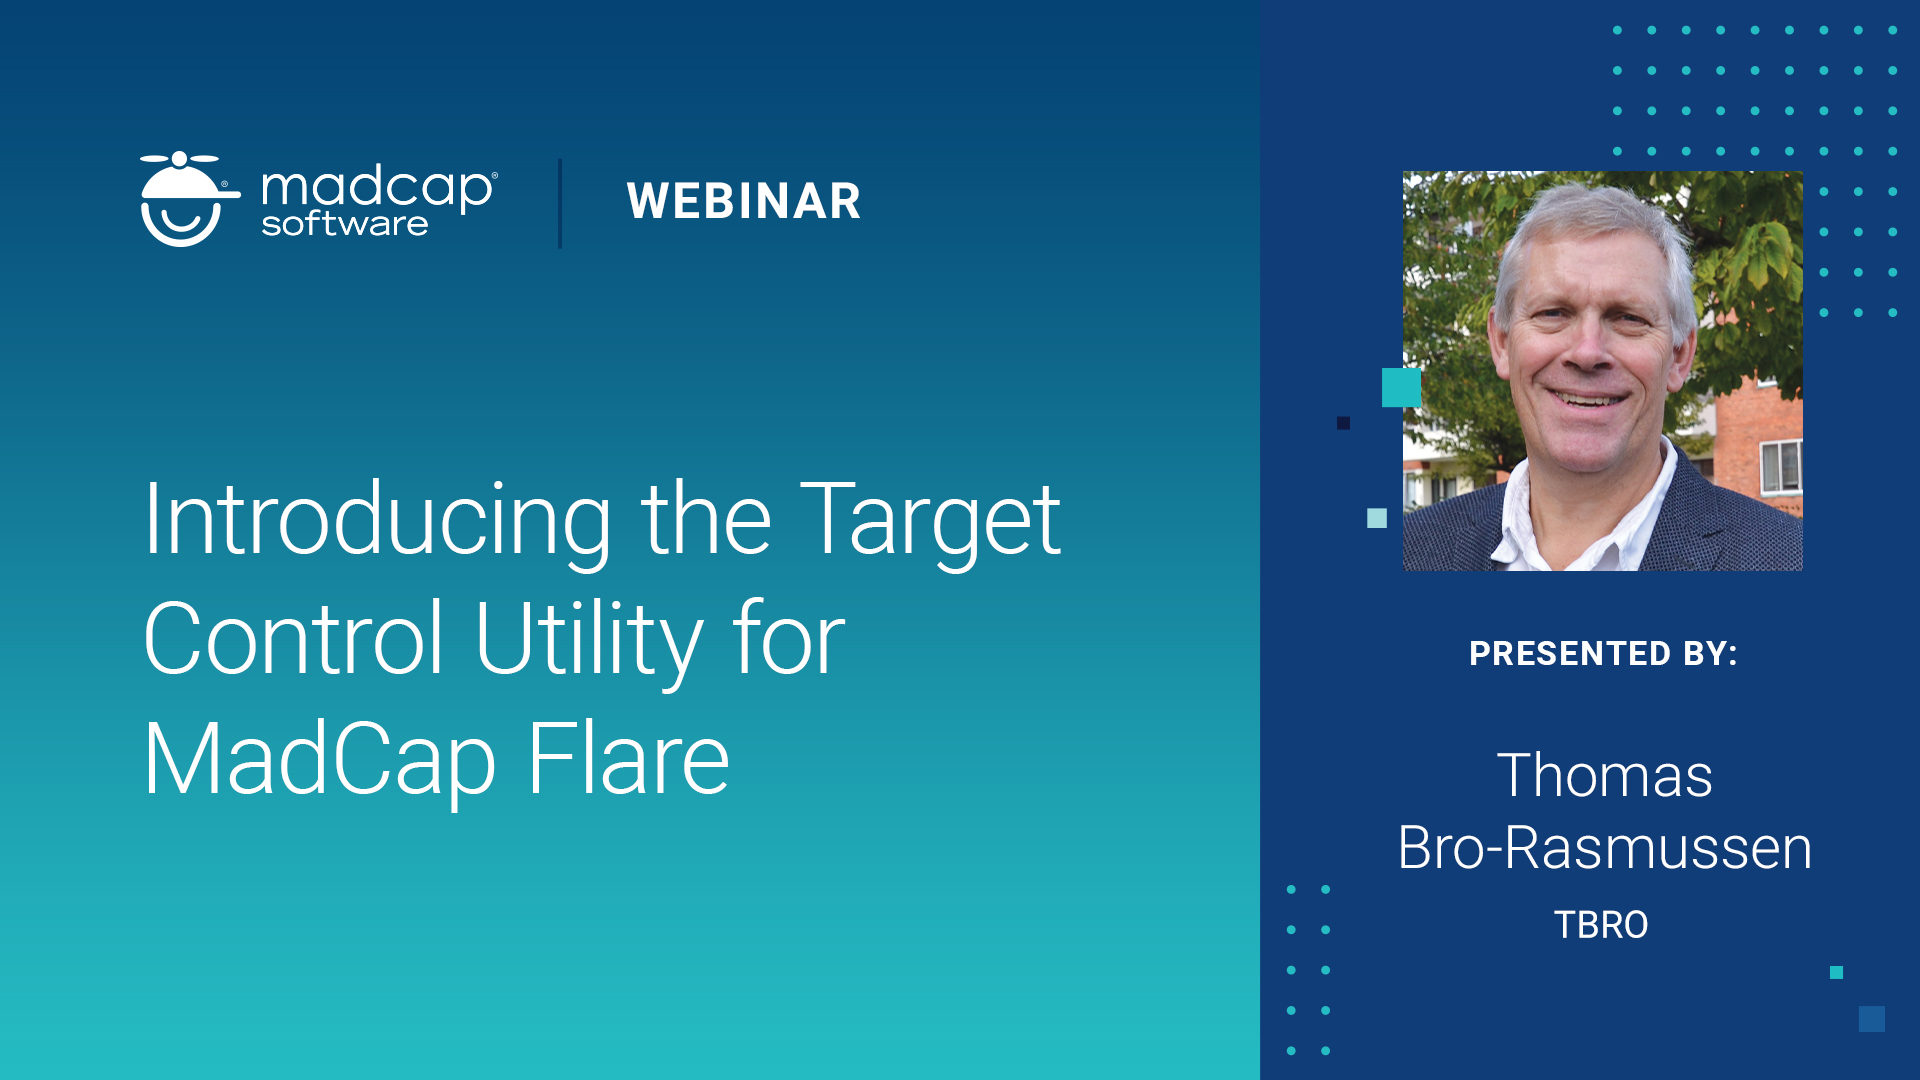 madcap®
software
WEBINAR
Introducing the Target
Control Utility for
MadCap Flare
PRESENTED BY:
Thomas
Bro-Rasmussen
TBRO